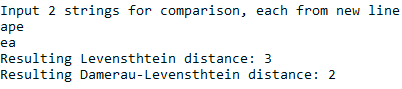 Input 2 strings for comparison, each from new line
ape
ea
Resulting Levensthtein distance: 3
Resulting Damerau-Levensthtein distance: 2